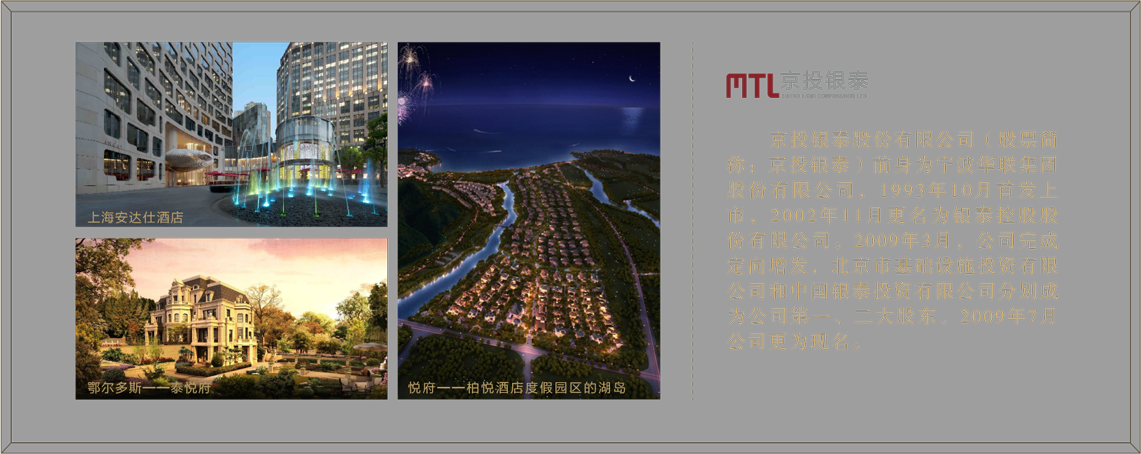 上海安达仕酒店
鄂尔多斯——泰悦府
悦府——柏悦酒店度假园区的湖岛
MTL 京投银泰
京投银泰股份有限公司（股票简
称：京投银泰）前身为宁波华联集团
股份有限公司，1993年10月首发上
市，2002年11月更名为银泰控股股
份有限公司；2009年3月，公司完成
定向增发，北京市基础设施投资有限
公司和中国银泰投资有限公司分别成
为公司第一、二大股东，2009年7月
公司更为现名。